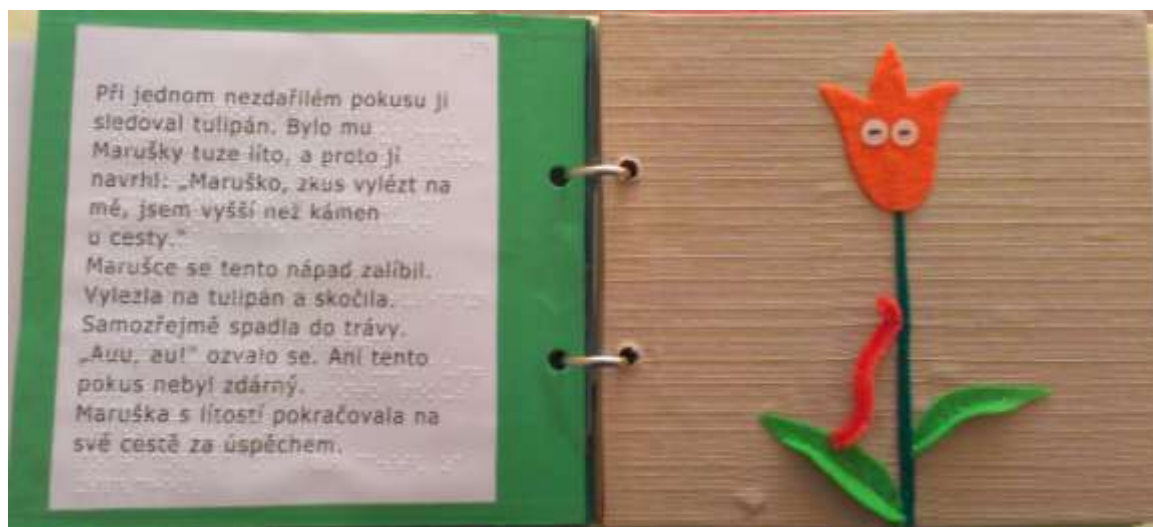 Při jednom nezdařilém pokusu ji
sledoval tulipán. Bylo mu
Marušky tuze líto, a proto jí
navrhl: „Maruško, zkus vylézt na
mě, jsem vyšší než kámen
u cesty.“
Marušce se tento nápad zalíbil.
Vylezla na tulipán a skočila.
Samozřejmě spadla do trávy.
„Auu, au!“ ozvalo se. Ani tento
pokus nebyl zdárný.
Maruška s lítostí pokračovala na
své cestě za úspěchem.